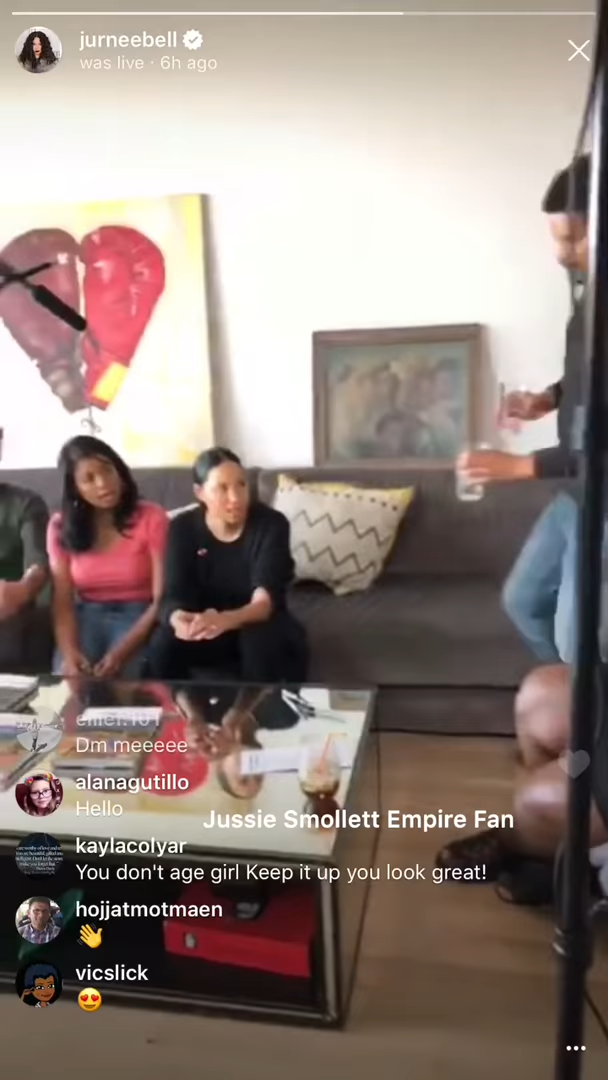 jurneebell
was live · 6h ago
Dm meeeee
alanagutillo
Hello
Jussie Smollett Empire Fan
kaylacolyar
You don't age girl Keep it up you look great!
hojjatmotmaen
👋
vicslick
😍